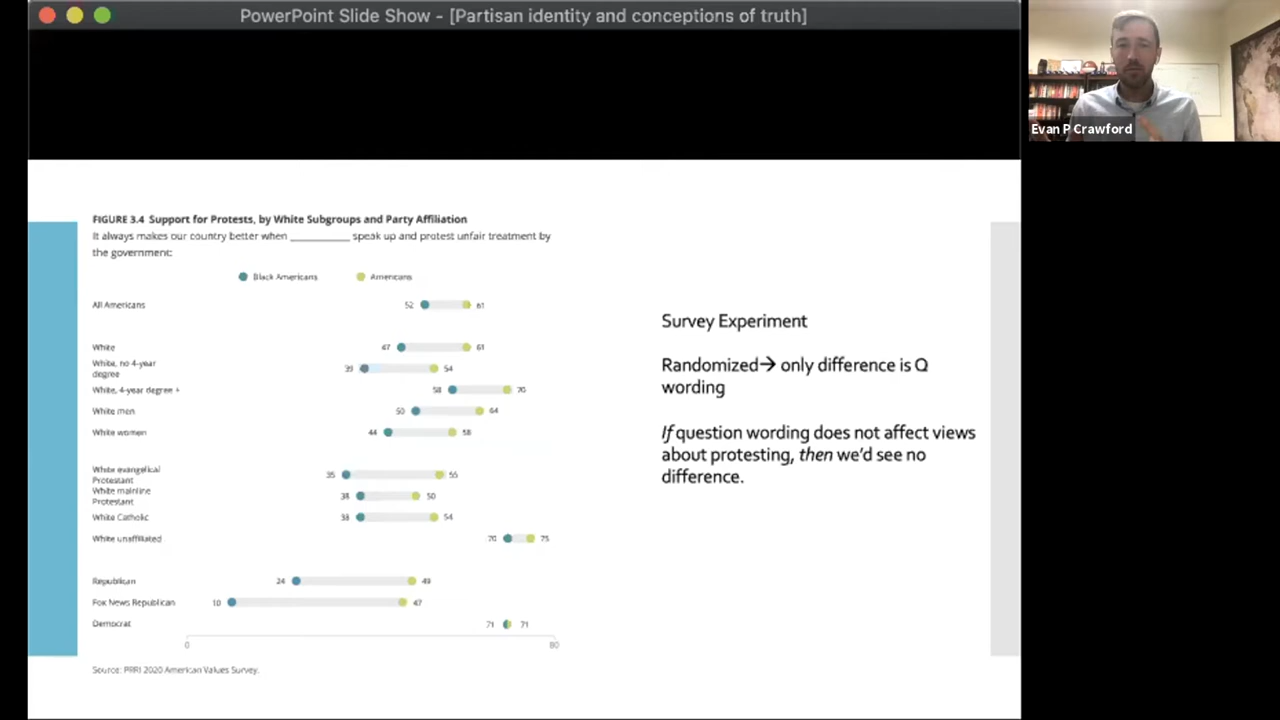 PowerPoint Slide Show - [Partisan identity and conceptions of truth]
Evan P Crawford
FIGURE 3.4 Support for Protests, by White Subgroups and Party Affiliation
It always makes our country better when __________ speak up and protest unfair treatment by
the government:
Black Americans Americans
All Americans 52 61
White 47 61
White, no 4-year
degree 39 54
White, 4-year degree + 58 70
White men 50 64
White women 44 58
White evangelical
Protestant 35 55
White mainline
Protestant 38 50
White Catholic 38 54
White unaffiliated 70 75
Republican 24 49
Fox News Republican 10 47
Democrat 71 71
0 80
Source: PRRI 2020 American Values Survey.
Survey Experiment
Randomized→ only difference is Q
wording
If question wording does not affect views
about protesting, then we'd see no
difference.